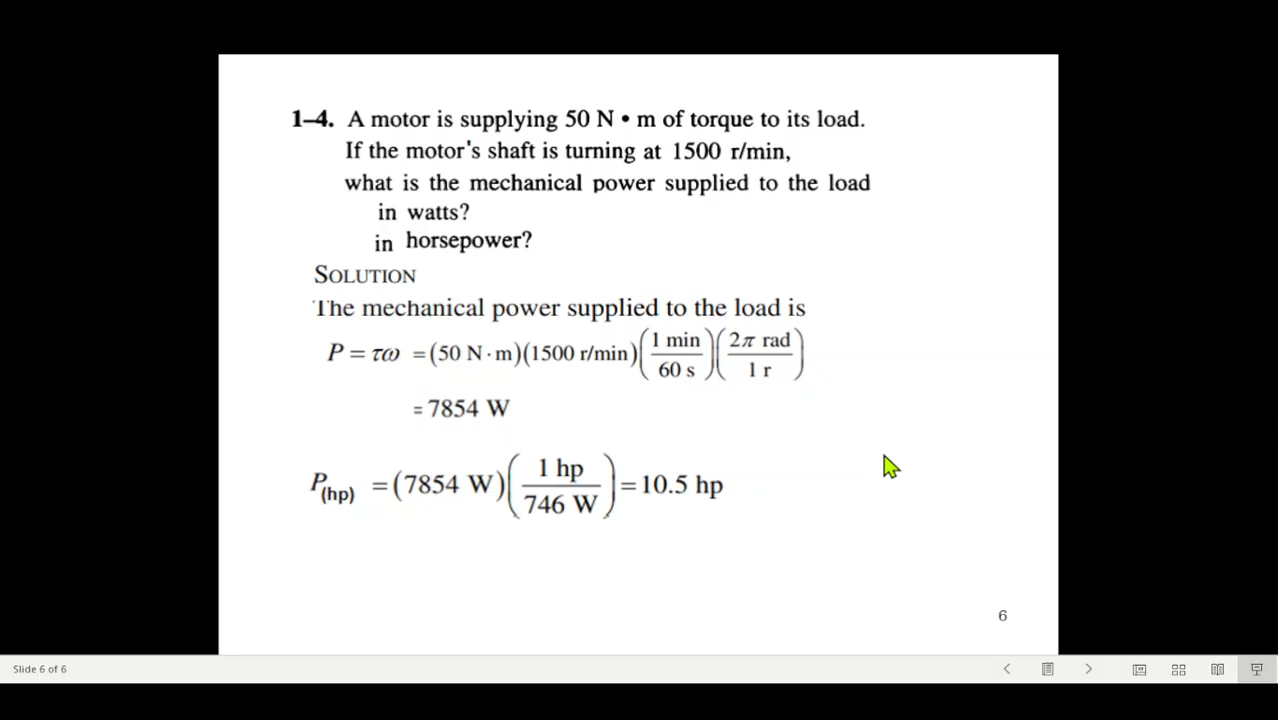 1–4. A motor is supplying 50 N • m of torque to its load.
If the motor's shaft is turning at 1500 r/min,
what is the mechanical power supplied to the load
in watts?
in horsepower?
SOLUTION
The mechanical power supplied to the load is
P = τω = (50 N · m)(1500 r/min)(1 min/60 s)(2π rad/1 r)
= 7854 W
P(hp) = (7854 W)(1 hp/746 W) = 10.5 hp
6
Slide 6 of 6